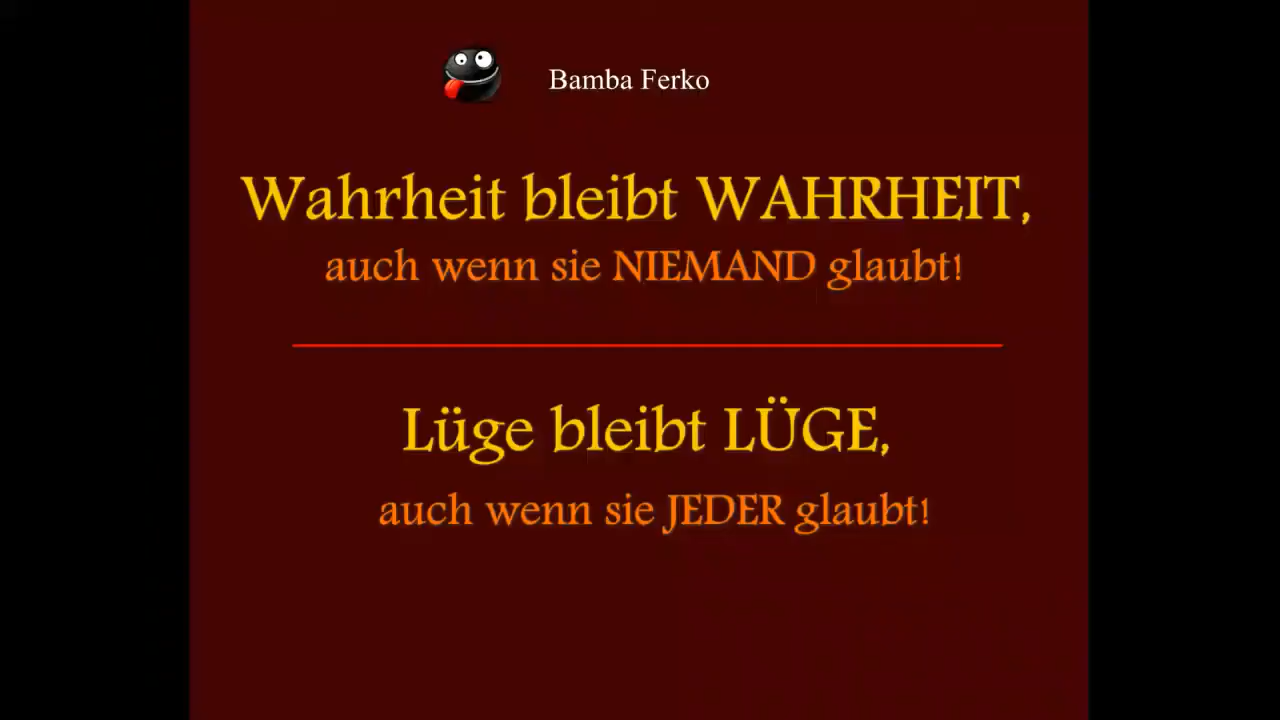 Bamba Ferko
Wahrheit bleibt WAHRHEIT,
auch wenn sie NIEMAND glaubt!
Lüge bleibt LÜGE,
auch wenn sie JEDER glaubt!